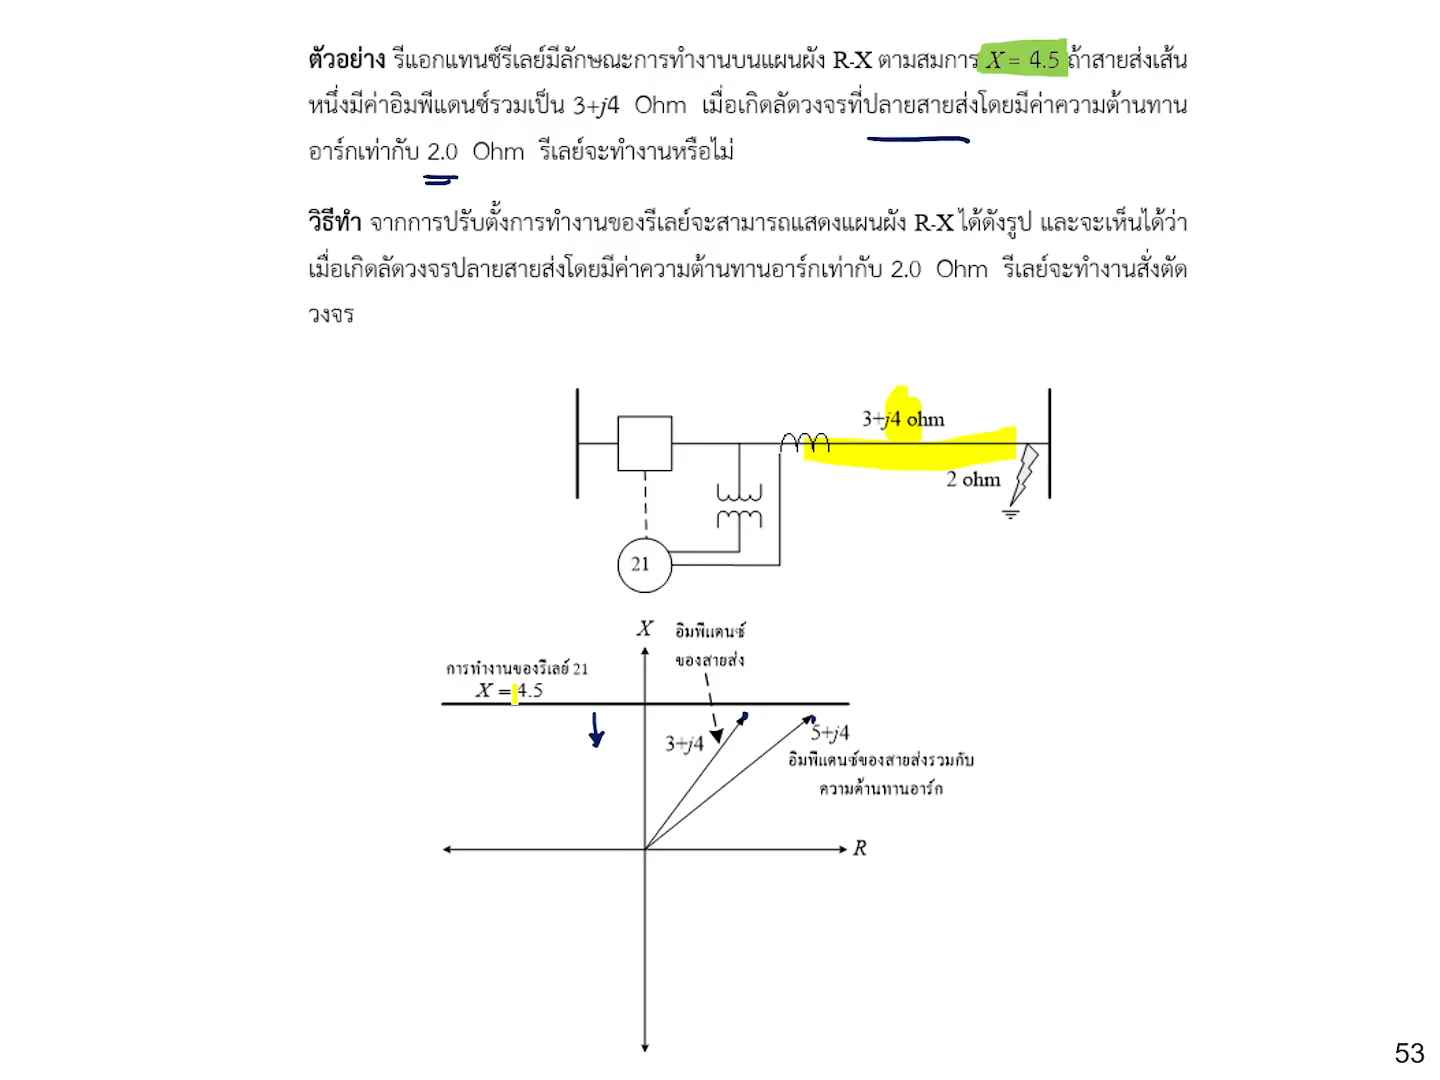 ตัวอย่าง รีแอกแทนซ์รีเลย์มีลักษณะการทำงานบนแผนผัง R-X ตามสมการ X = 4.5 ถ้าสายส่งเส้น
หนึ่งมีค่าอิมพีแดนซ์รวมเป็น 3+j4 Ohm เมื่อเกิดลัดวงจรที่ปลายสายส่งโดยมีค่าความต้านทาน
อาร์กเท่ากับ 2.0 Ohm รีเลย์จะทำงานหรือไม่
วิธีทำ จากการปรับตั้งการทำงานของรีเลย์จะสามารถแสดงแผนผัง R-X ได้ดังรูป และจะเห็นได้ว่า
เมื่อเกิดลัดวงจรปลายสายส่งโดยมีค่าความต้านทานอาร์กเท่ากับ 2.0 Ohm รีเลย์จะทำงานสั่งตัด
วงจร
3+j4 ohm
2 ohm
21
X
อิมพีแดนซ์
ของสายส่ง
การทำงานของรีเลย์ 21
X = 4.5
3+j4
5+j4
อิมพีแดนซ์ของสายส่งรวมกับ
ความต้านทานอาร์ก
R
53